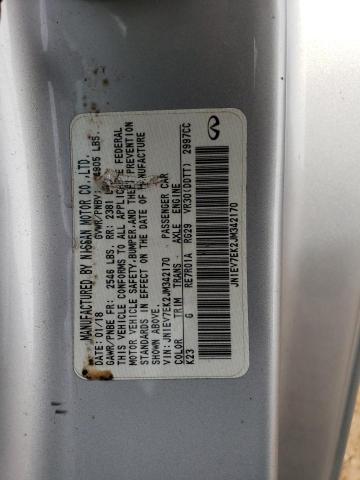 MANUFACTURED BY NISSAN MOTOR CO.,LTD.
DATE: 01/18 GVWR/PNBV: 4905 LBS.
GAWR/PNBE FR: 2546 LBS. RR: 2381
THIS VEHICLE CONFORMS TO ALL APPLICABLE FEDERAL
MOTOR VEHICLE SAFETY,BUMPER,AND THEFT PREVENTION
STANDARDS IN EFFECT ON THE DATE OF MANUFACTURE
SHOWN ABOVE.
VIN: JN1EV7EK2JM342170 PASSENGER CAR
COLOR TRIM TRANS. AXLE ENGINE
K23 G RE7R01A RG29 VR30(DDTT) 2997CC
JN1EV7EK2JM342170